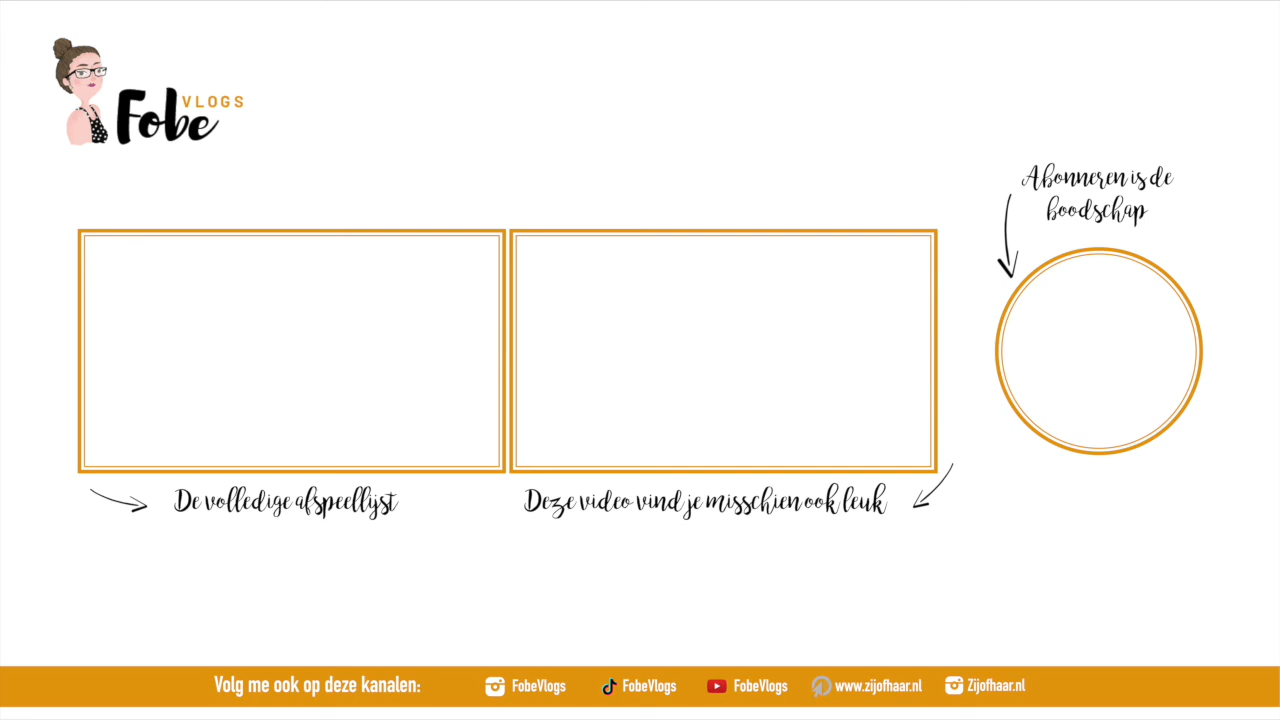 VLOGS
Fobe
Abonneren is de
boodschap
De volledige afspeellijst
Deze video vind je misschien ook leuk
Volg me ook op deze kanalen: FobeVlogs FobeVlogs FobeVlogs www.zijofhaar.nl Zijofhaar.nl